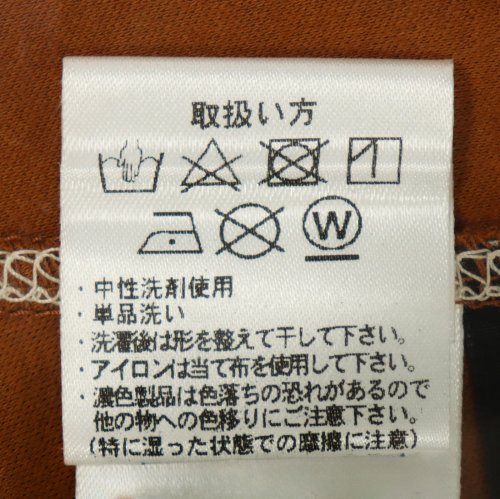 取扱い方
W
・中性洗剤使用
・単品洗い
・洗濯後は形を整えて干して下さい。
・アイロンは当て布を使用して下さい。
・濃色製品は色落ちの恐れがあるので
他の物への色移りにご注意下さい。
(特に湿った状態での摩擦に注意)